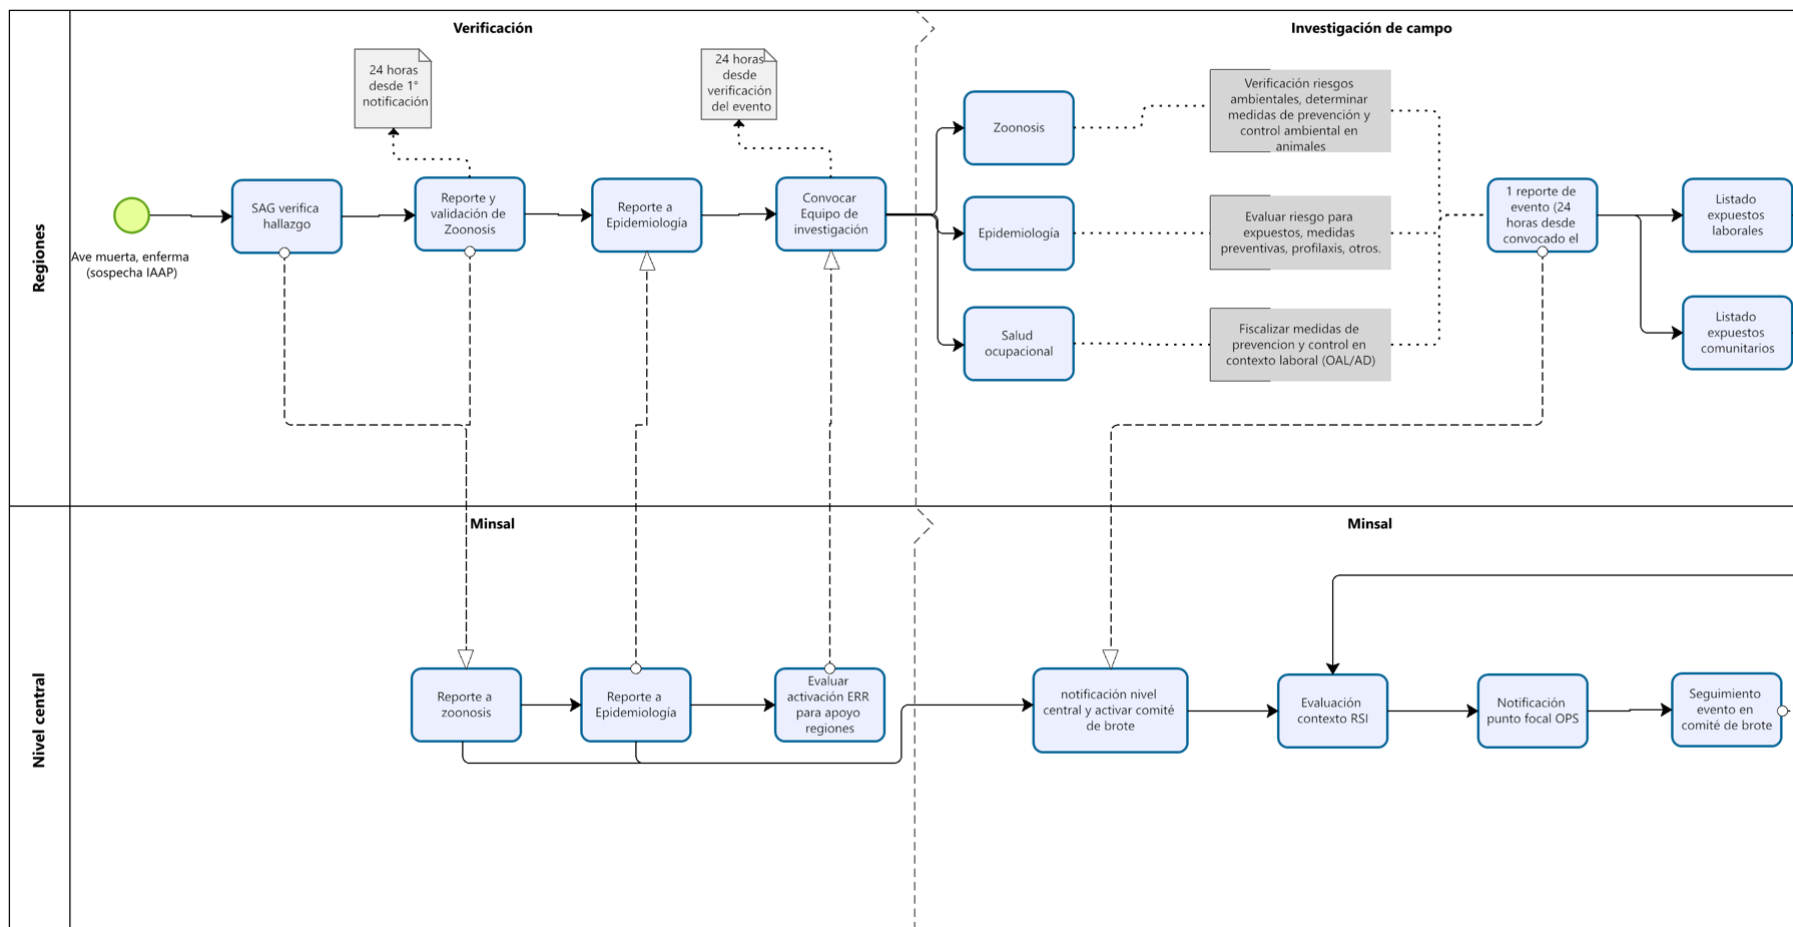 Verificación
Investigación de campo
Regiones
24 horas
desde 1°
notificación
24 horas
desde
verificación
del evento
Ave muerta, enferma
(sospecha IAAP)
SAG verifica
hallazgo
Reporte y
validación de
Zoonosis
Reporte a
Epidemiología
Convocar
Equipo de
investigación
Zoonosis
Verificación riesgos
ambientales, determinar
medidas de prevención y
control ambiental en
animales
Epidemiología
Evaluar riesgo para
expuestos, medidas
preventivas, profilaxis, otros.
Salud
ocupacional
Fiscalizar medidas de
prevencion y control en
contexto laboral (OAL/AD)
1 reporte de
evento (24
horas desde
convocado el
Listado
expuestos
laborales
Listado
expuestos
comunitarios
Minsal
Minsal
Nivel central
Reporte a
zoonosis
Reporte a
Epidemiología
Evaluar
activación ERR
para apoyo
regiones
notificación nivel
central y activar comité
de brote
Evaluación
contexto RSI
Notificación
punto focal OPS
Seguimiento
evento en
comité de brote